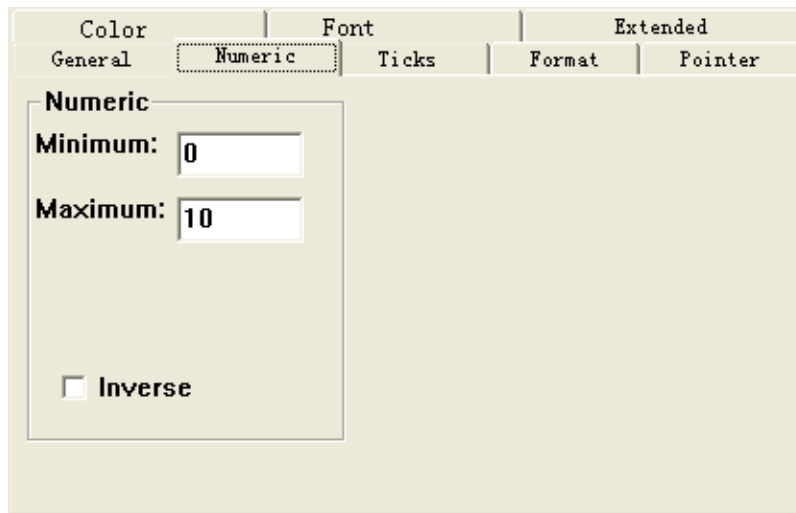 Color Font Extended
General Numeric Ticks Format Pointer
Numeric
Minimum: 0
Maximum: 10
Inverse